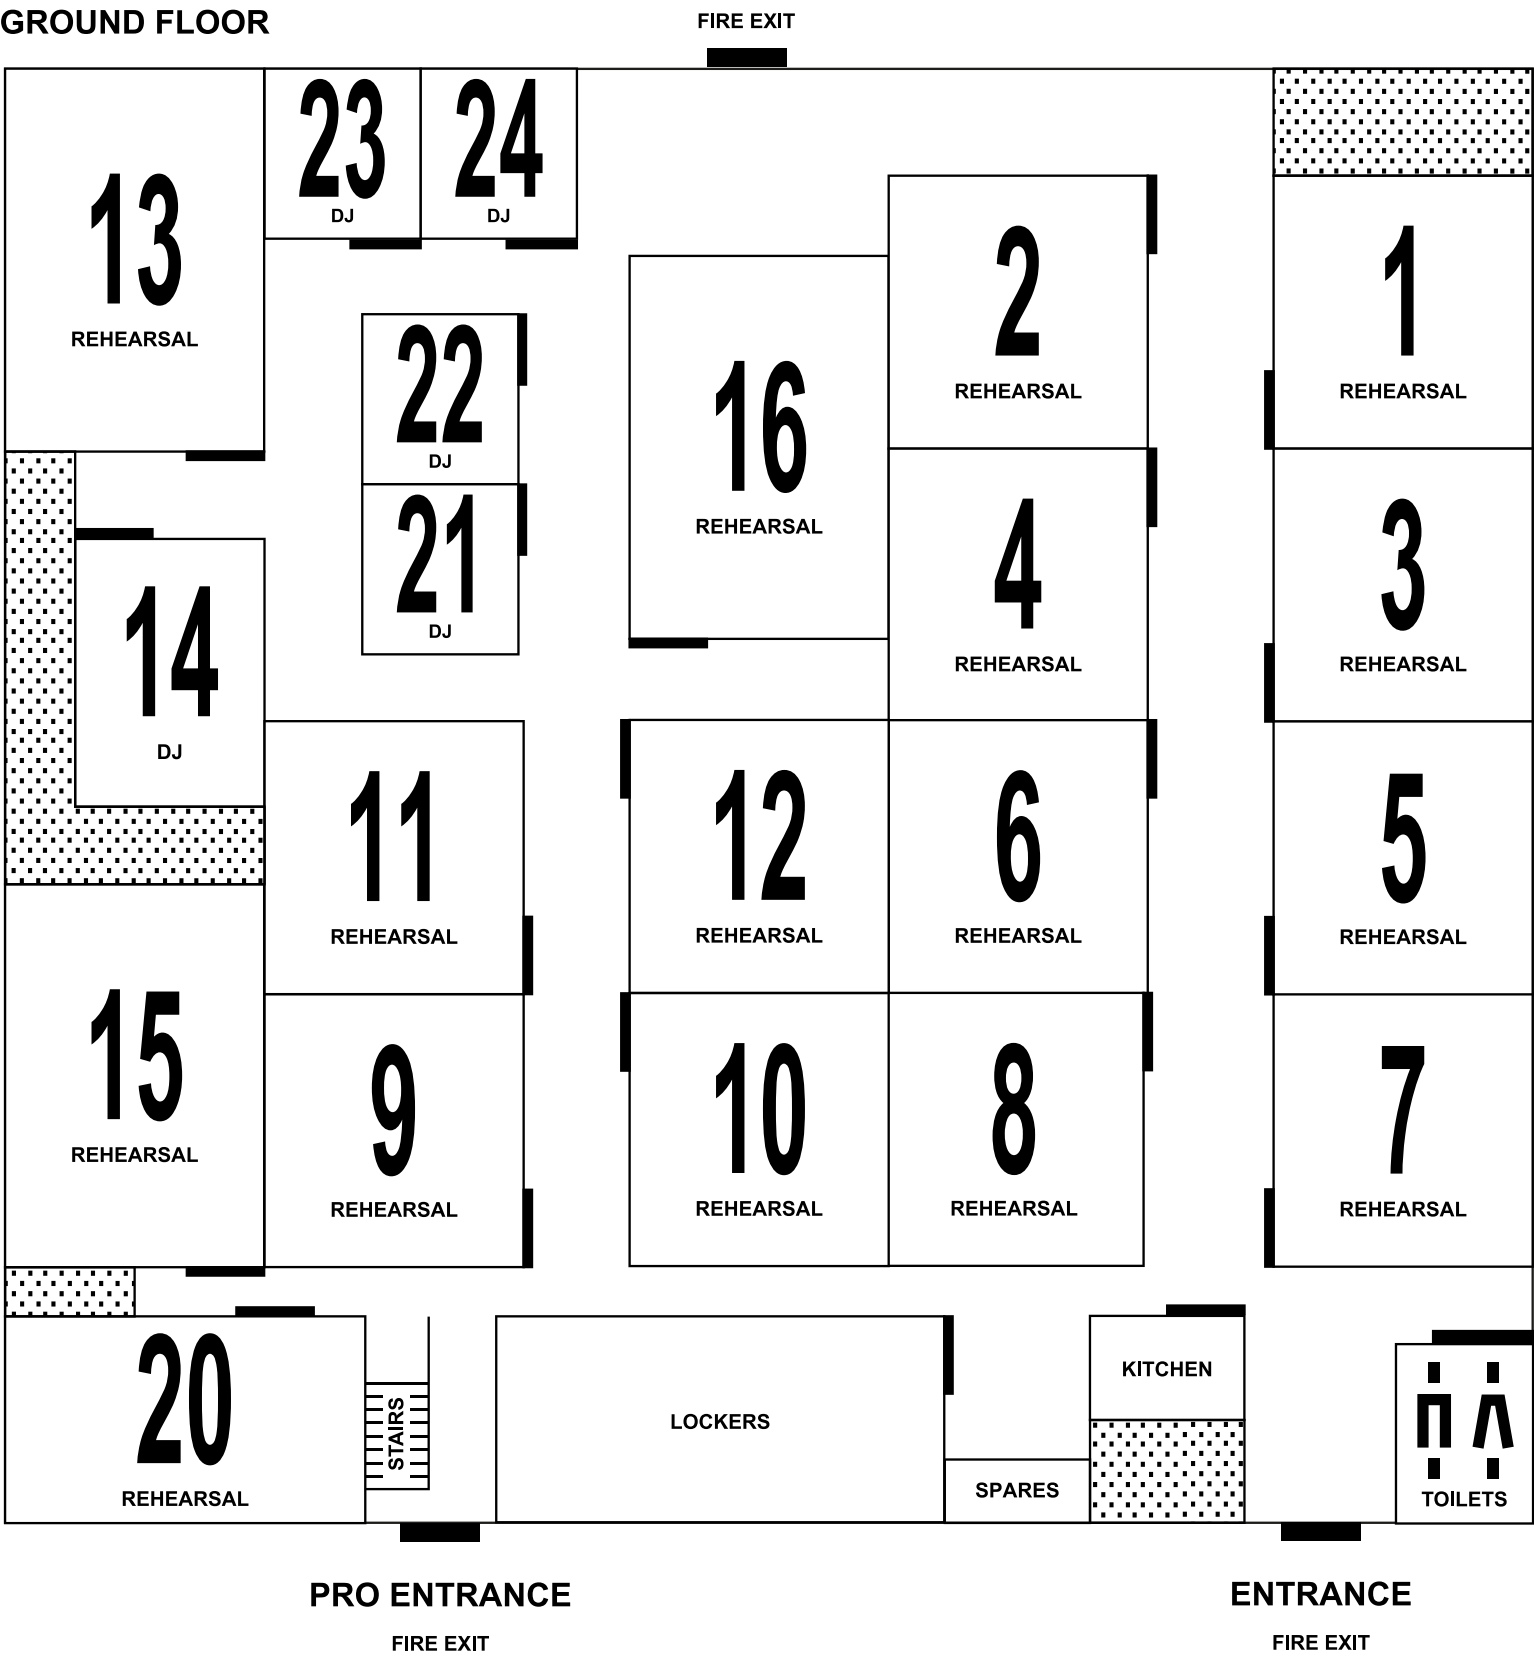 GROUND FLOOR
FIRE EXIT
23
DJ
24
DJ
13
REHEARSAL
2
REHEARSAL
1
REHEARSAL
22
DJ
16
REHEARSAL
21
DJ
4
REHEARSAL
3
REHEARSAL
14
DJ
11
REHEARSAL
12
REHEARSAL
6
REHEARSAL
5
REHEARSAL
15
REHEARSAL
9
REHEARSAL
10
REHEARSAL
8
REHEARSAL
7
REHEARSAL
20
REHEARSAL
STAIRS
LOCKERS
SPARES
KITCHEN
TOILETS
PRO ENTRANCE
FIRE EXIT
ENTRANCE
FIRE EXIT